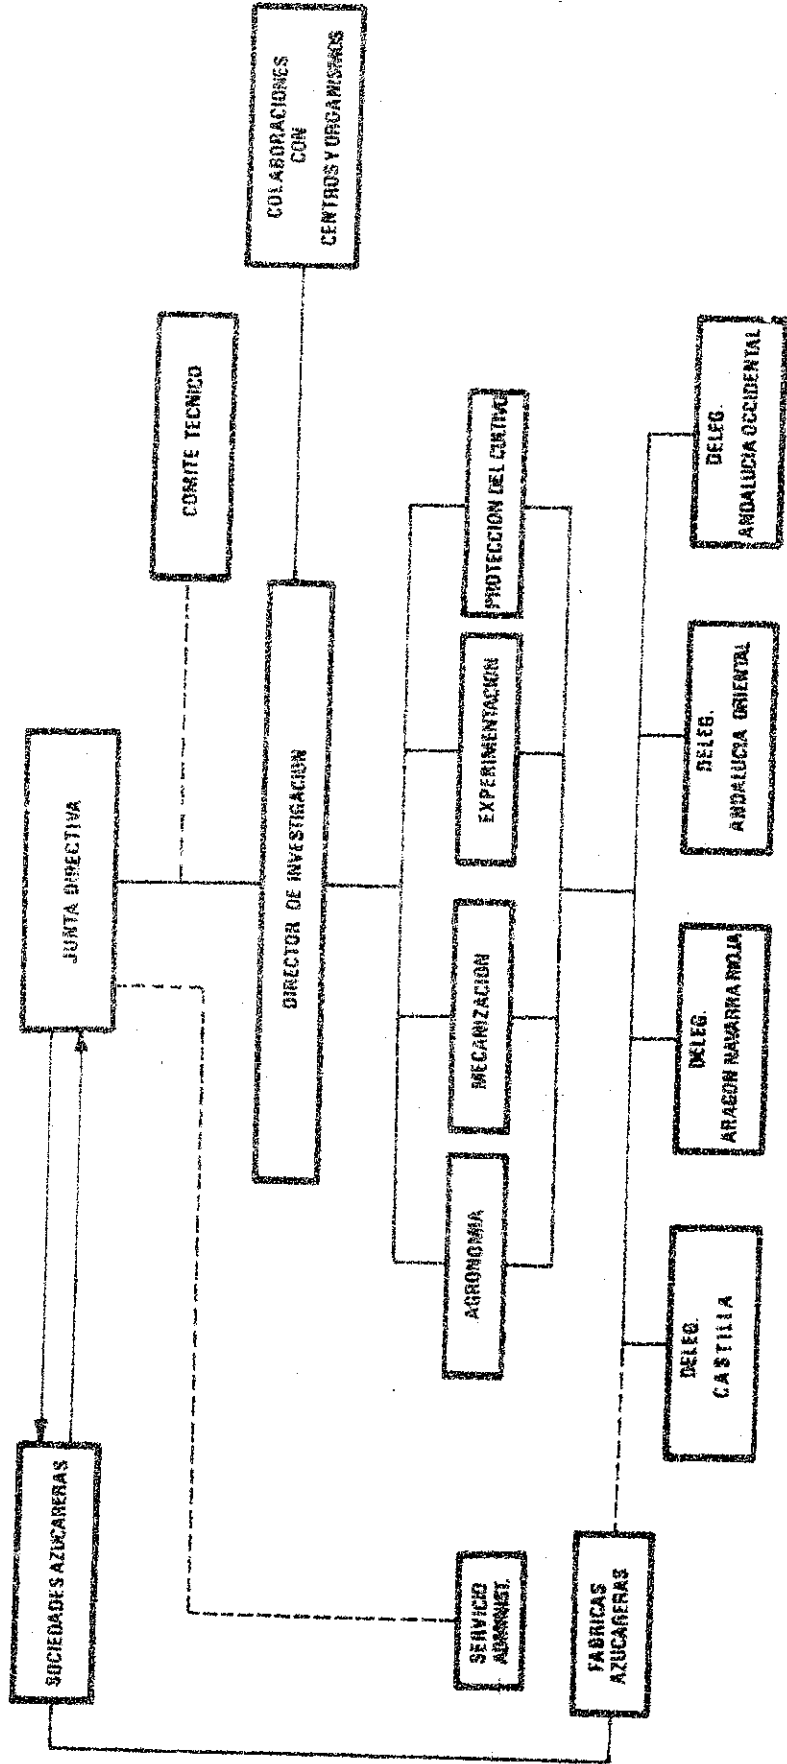 SOCIEDADES AZUCARERAS
JUNTA DIRECTIVA
COMITE TECNICO
DIRECTOR DE INVESTIGACION
COLABORACIONES
CON
CENTROS Y ORGANISMOS
AGRONOMIA
MECANIZACION
EXPERIMENTACION
PROTECCION DEL CULTIVO
SERVICIO
ADMINIST.
FABRICAS
AZUCARERAS
DELEG.
CASTILLA
DELEG.
ARAGON NAVARRA RIOJA
DELEG.
ANDALUCIA ORIENTAL
DELEG.
ANDALUCIA OCCIDENTAL